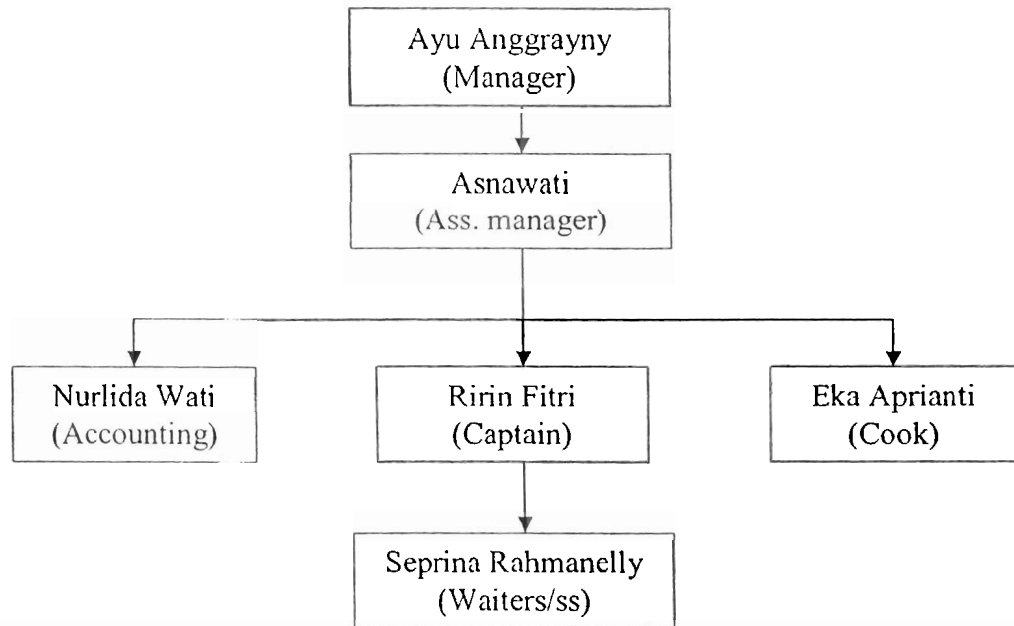 Ayu Anggrayny
(Manager)
Asnawati
(Ass. manager)
Nurlida Wati
(Accounting)
Ririn Fitri
(Captain)
Eka Aprianti
(Cook)
Seprina Rahmanelly
(Waiters/ss)